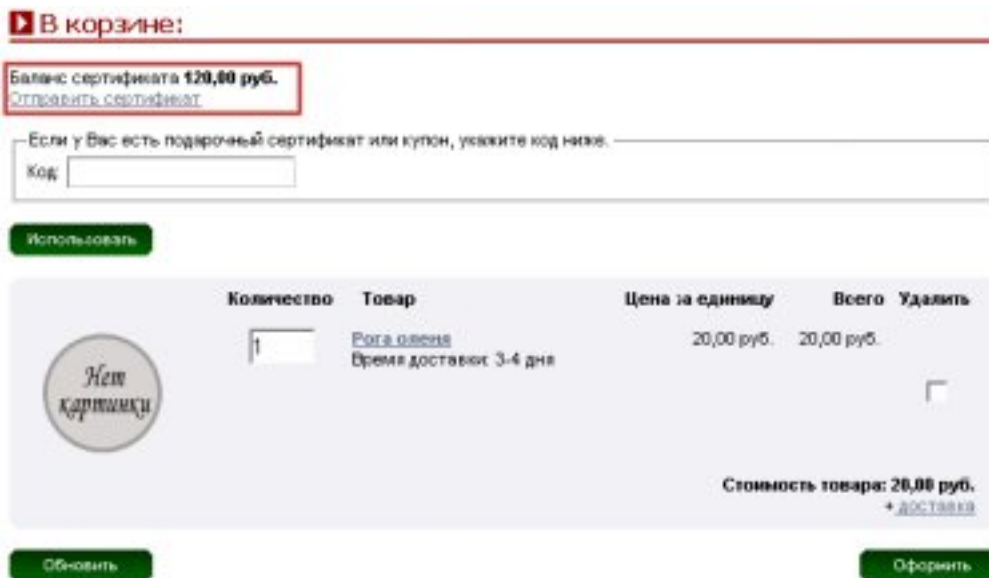 В корзине:
Баланс сертификата 120,00 руб.
Отправить сертификат
Если у Вас есть подарочный сертификат или купон, укажите код ниже.
Код:
Использовать
Количество Товар Цена за единицу Всего Удалить
1 Рога оленя 20,00 руб. 20,00 руб.
Время доставки: 3-4 дня
Нет
картинки
Стоимость товара: 20,00 руб.
+ доставка
Обновить Оформить